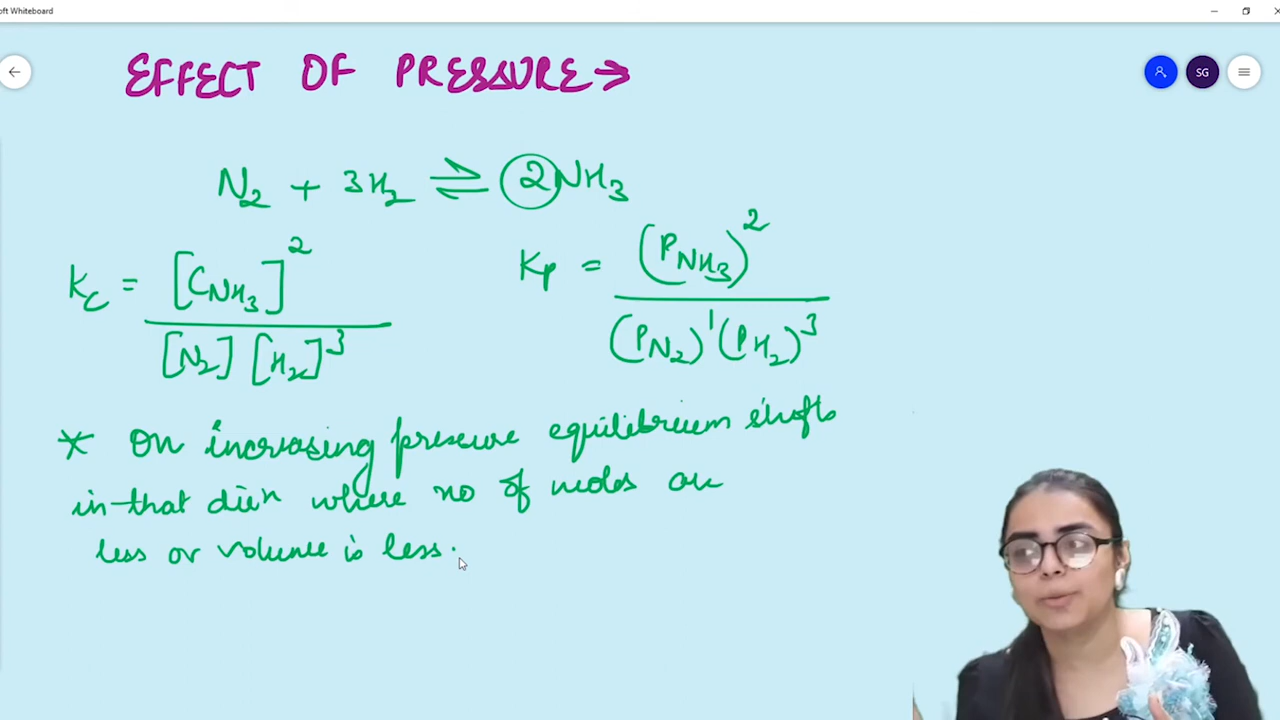 oft Whiteboard
SG
EFFECT OF PRESSURE →
N₂ + 3H₂ ⇌ 2NH₃
Kc = [CNH₃]² / [N₂] [H₂]³
Kp = (PNH₃)² / (PN₂)¹ (PH₂)³
* On increasing pressure equilibrium shifts
in that dirⁿ where no of moles are
less or volume is less.